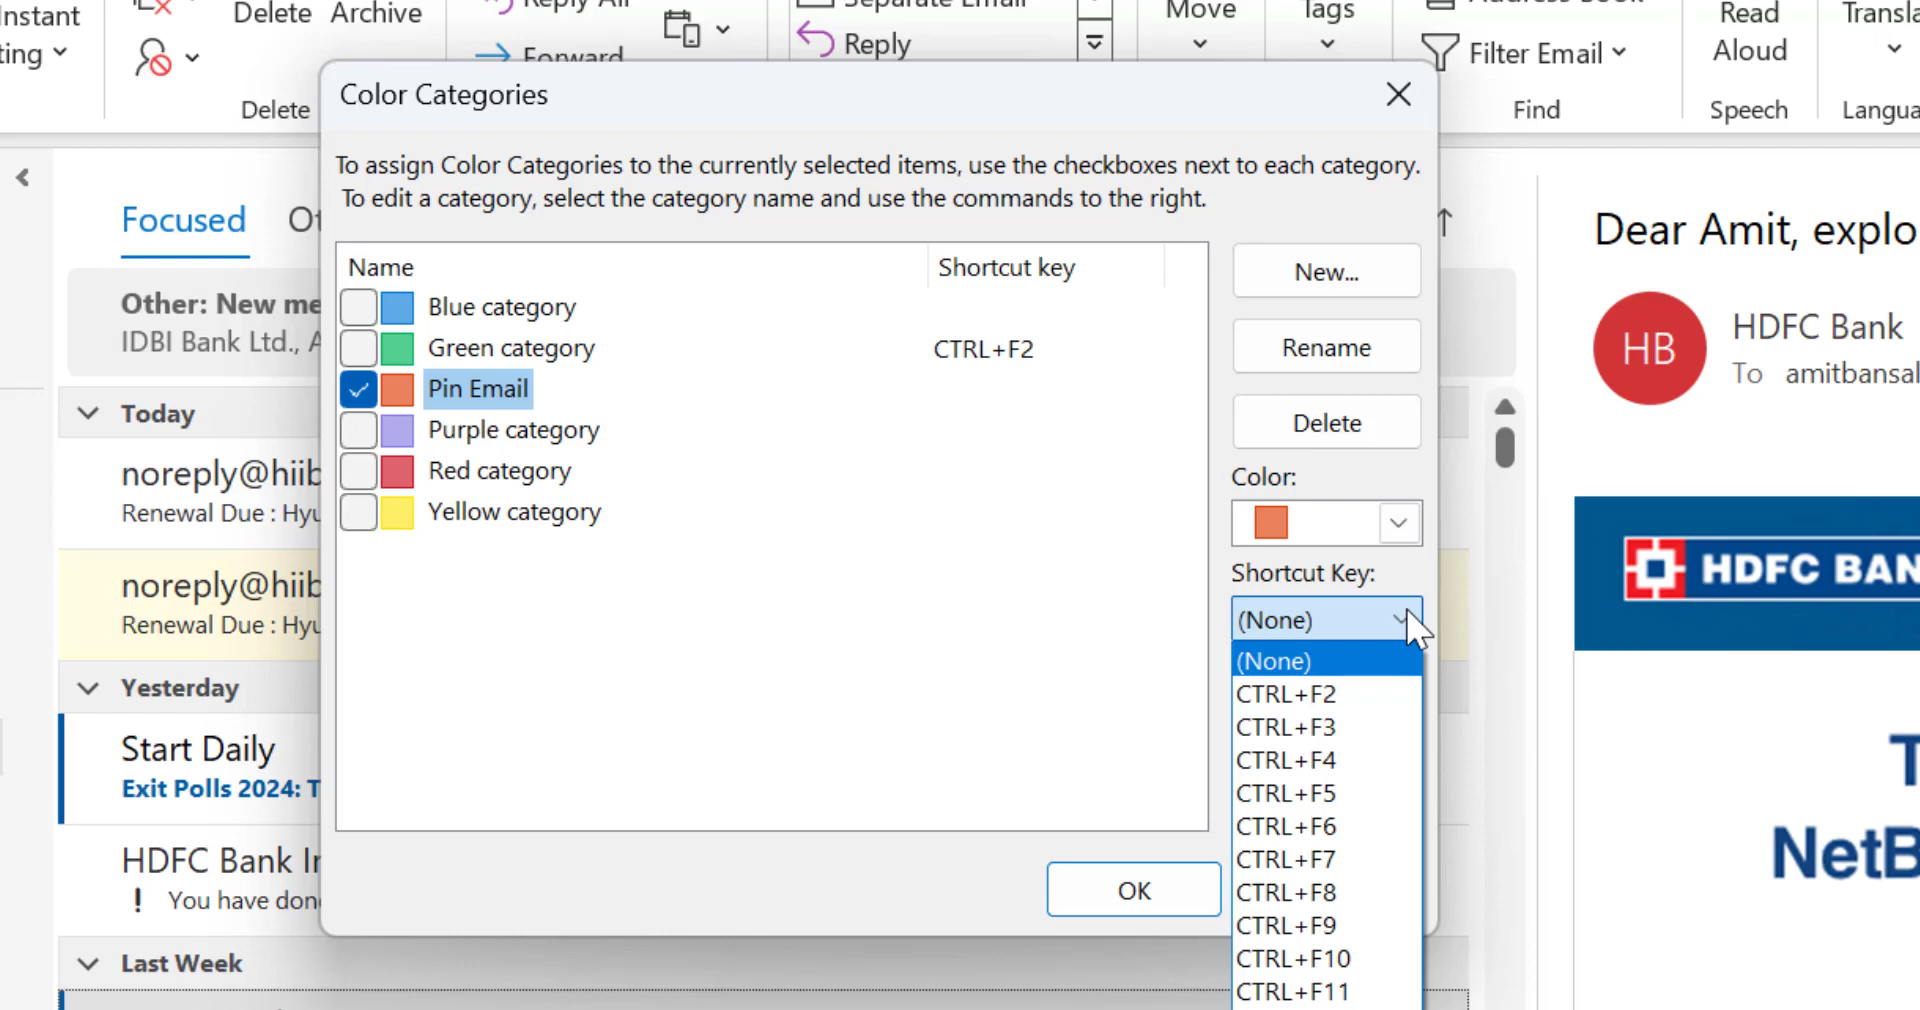 Instant
ting
Delete Archive
Reply All
Forward
Separate Email
Reply
Move
Tags
Address Book
Filter Email
Read
Aloud
Delete
Find
Speech
Color Categories
To assign Color Categories to the currently selected items, use the checkboxes next to each category.
To edit a category, select the category name and use the commands to the right.
Name
Shortcut key
Blue category
Green category CTRL+F2
Pin Email
Purple category
Red category
Yellow category
New...
Rename
Delete
Color:
Shortcut Key:
(None)
(None)
CTRL+F2
CTRL+F3
CTRL+F4
CTRL+F5
CTRL+F6
CTRL+F7
CTRL+F8
CTRL+F9
CTRL+F10
CTRL+F11
OK
Focused
Other: New me
IDBI Bank Ltd., A
Today
noreply@hiib
Renewal Due : Hyu
noreply@hiib
Renewal Due : Hyu
Yesterday
Start Daily
Exit Polls 2024: T
HDFC Bank In
! You have don
Last Week
Dear Amit, explo
HB
HDFC Bank
To amitbansal
HDFC BAN
T
NetB